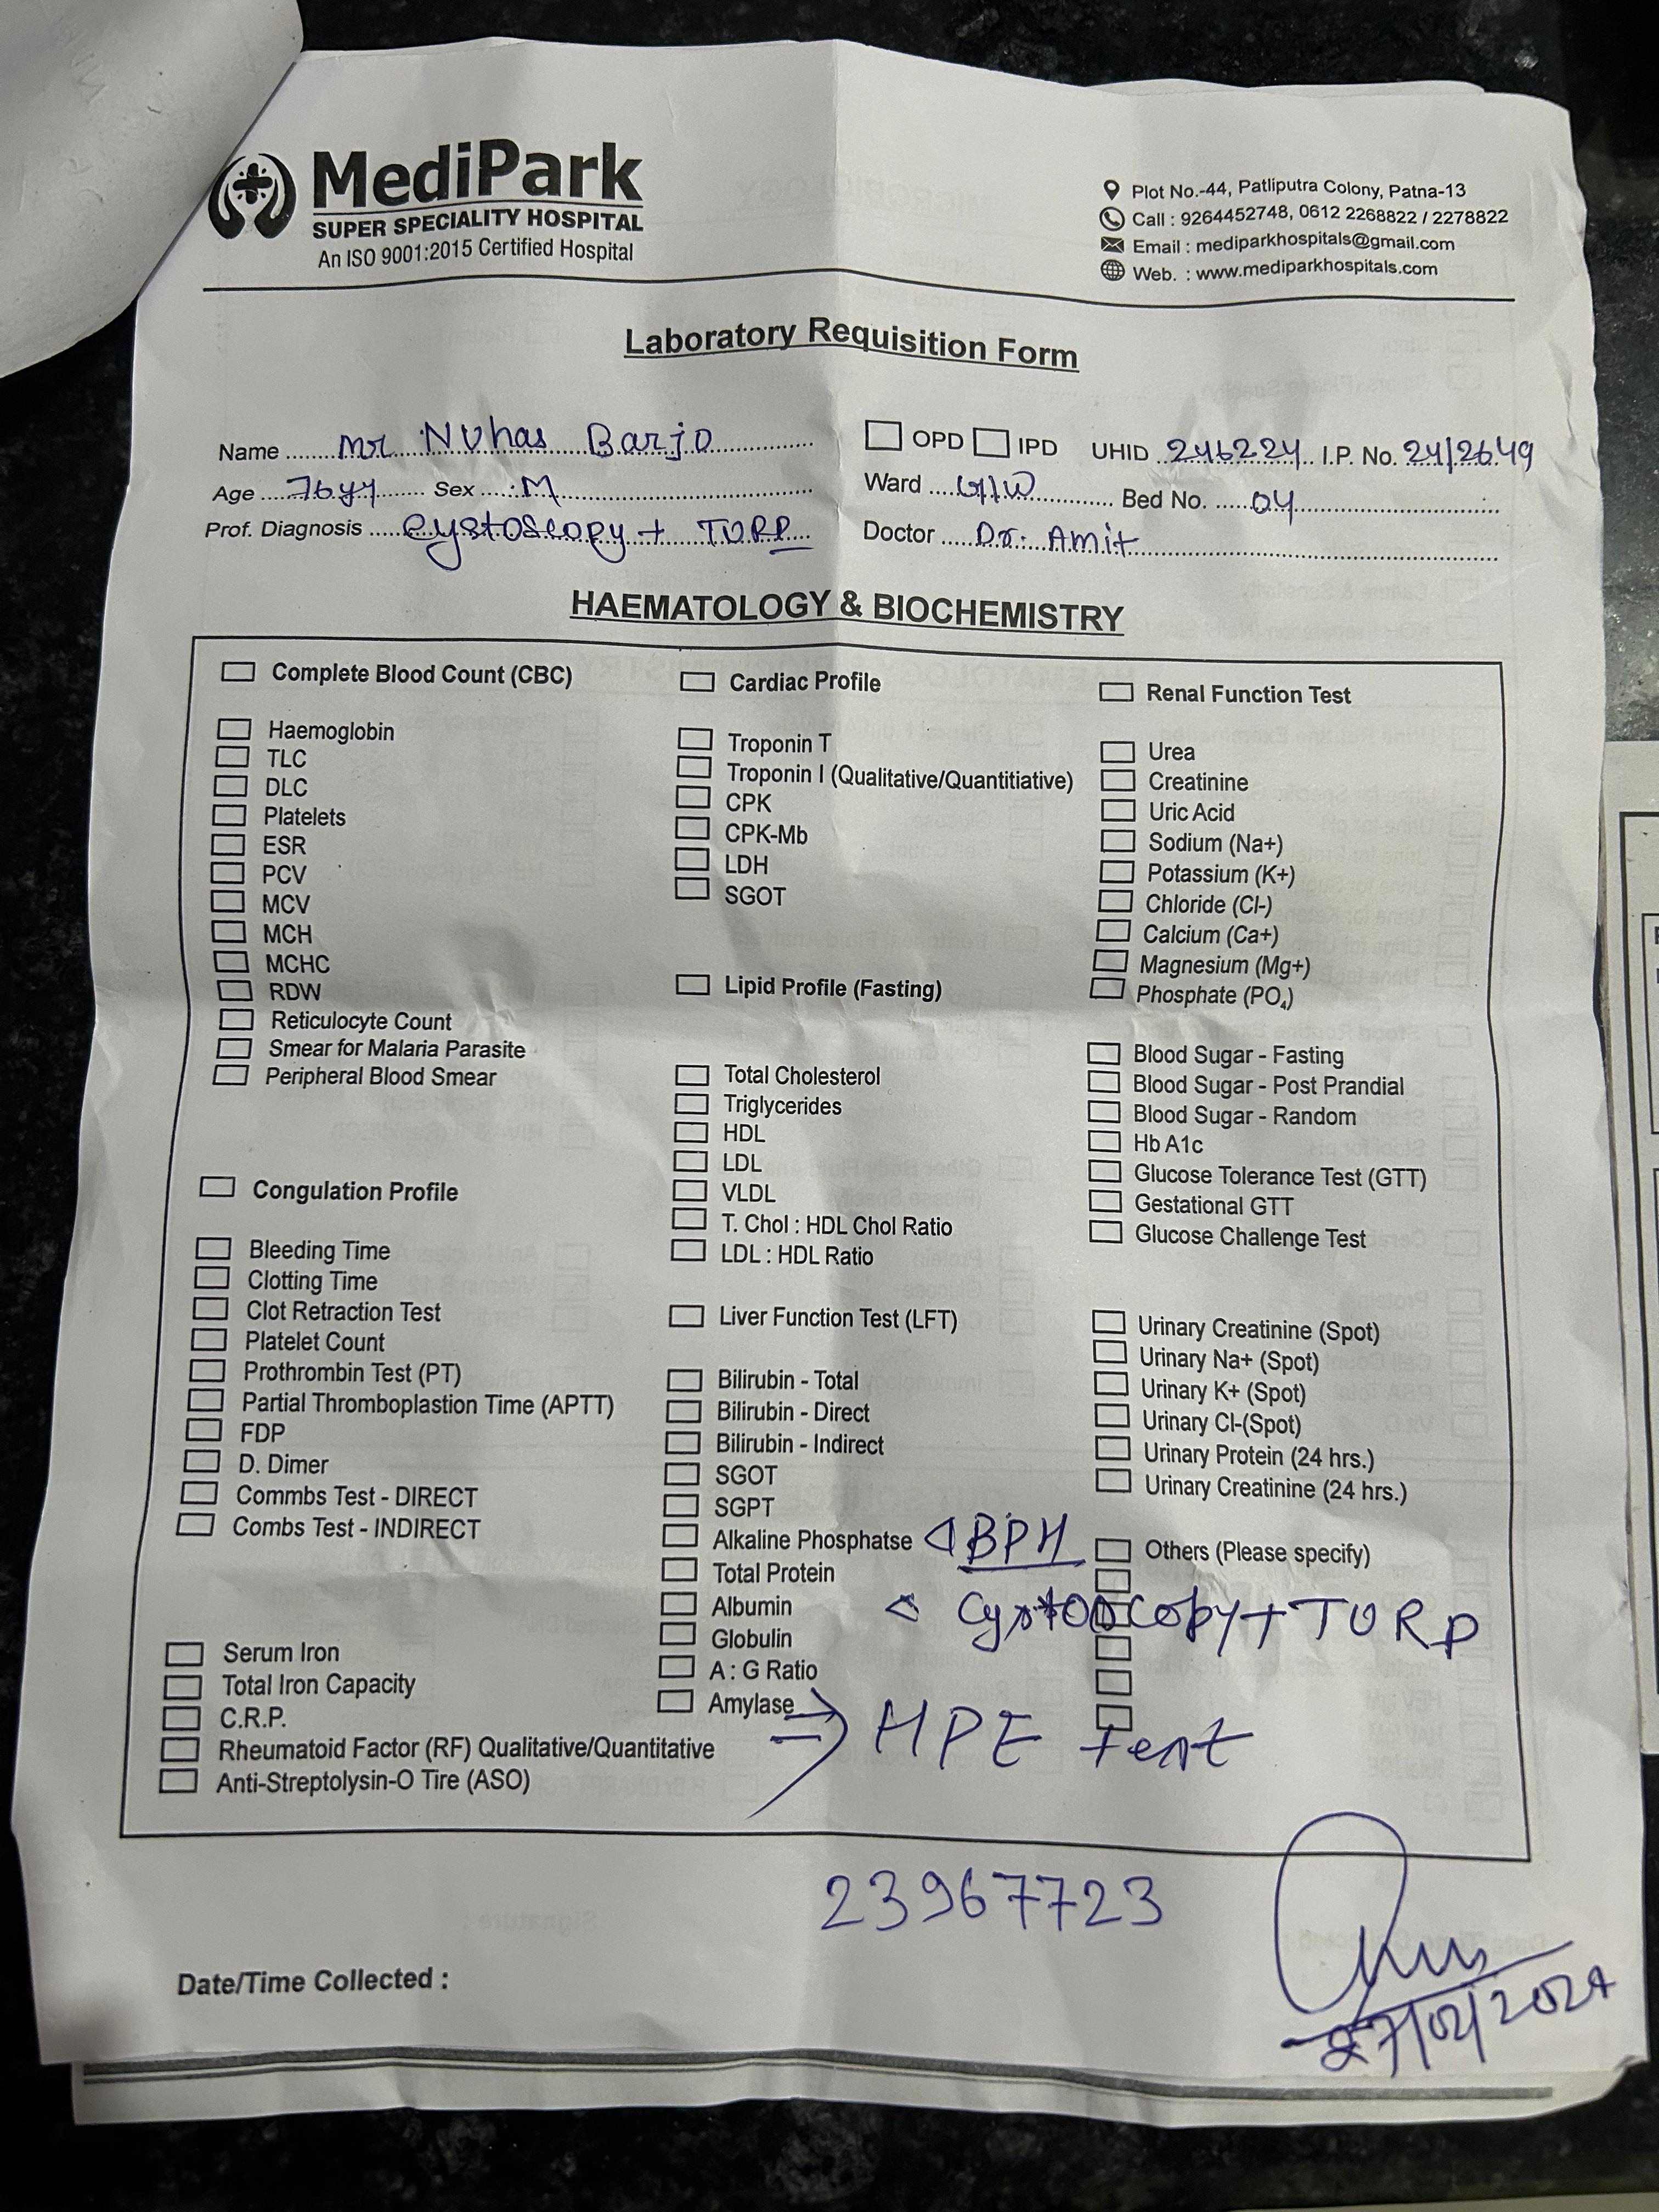 MediPark
SUPER SPECIALITY HOSPITAL
An ISO 9001:2015 Certified Hospital
Plot No.-44, Patliputra Colony, Patna-13
Call : 9264452748, 0612 2268822 / 2278822
Email : mediparkhospitals@gmail.com
Web. : www.mediparkhospitals.com
Laboratory Requisition Form
Name Mr Nuhas Barjo
OPD IPD UHID 246224 I.P. No. 24/2649
Age 76 yr Sex M
Ward G/W Bed No. 04
Prof. Diagnosis Cystoscopy + TURP
Doctor Dr. Amit
HAEMATOLOGY & BIOCHEMISTRY
Complete Blood Count (CBC)
Haemoglobin
TLC
DLC
Platelets
ESR
PCV
MCV
MCH
MCHC
RDW
Reticulocyte Count
Smear for Malaria Parasite
Peripheral Blood Smear
Congulation Profile
Bleeding Time
Clotting Time
Clot Retraction Test
Platelet Count
Prothrombin Test (PT)
Partial Thromboplastion Time (APTT)
FDP
D. Dimer
Commbs Test - DIRECT
Combs Test - INDIRECT
Serum Iron
Total Iron Capacity
C.R.P.
Rheumatoid Factor (RF) Qualitative/Quantitative
Anti-Streptolysin-O Tire (ASO)
Cardiac Profile
Troponin T
Troponin I (Qualitative/Quantitiative)
CPK
CPK-Mb
LDH
SGOT
Lipid Profile (Fasting)
Total Cholesterol
Triglycerides
HDL
LDL
VLDL
T. Chol : HDL Chol Ratio
LDL : HDL Ratio
Liver Function Test (LFT)
Bilirubin - Total
Bilirubin - Direct
Bilirubin - Indirect
SGOT
SGPT
Alkaline Phosphatse
Total Protein
Albumin
Globulin
A : G Ratio
Amylase
Renal Function Test
Urea
Creatinine
Uric Acid
Sodium (Na+)
Potassium (K+)
Chloride (Cl-)
Calcium (Ca+)
Magnesium (Mg+)
Phosphate (PO₄)
Blood Sugar - Fasting
Blood Sugar - Post Prandial
Blood Sugar - Random
Hb A1c
Glucose Tolerance Test (GTT)
Gestational GTT
Glucose Challenge Test
Urinary Creatinine (Spot)
Urinary Na+ (Spot)
Urinary K+ (Spot)
Urinary Cl-(Spot)
Urinary Protein (24 hrs.)
Urinary Creatinine (24 hrs.)
Others (Please specify)
BPH
Cystoscopy + TURP
⇒ HPE Test
23967723
Date/Time Collected :
27/02/2024